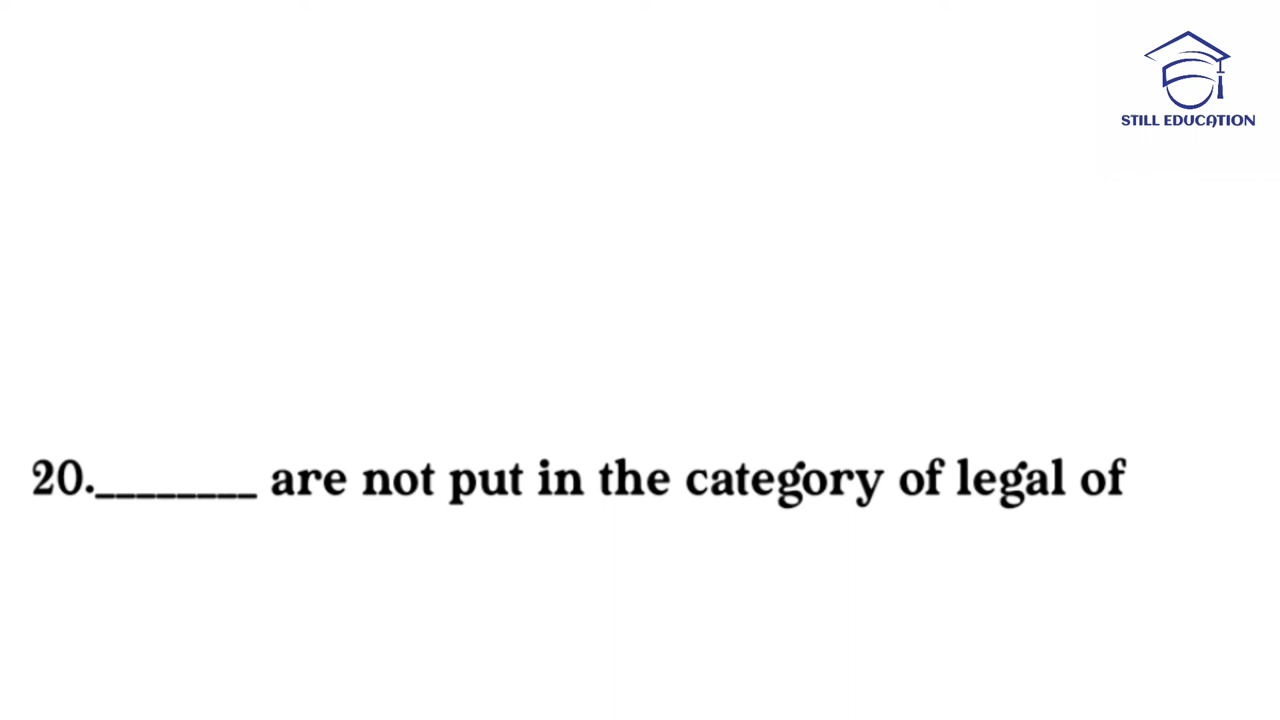 STILL EDUCATION
20.________ are not put in the category of legal of